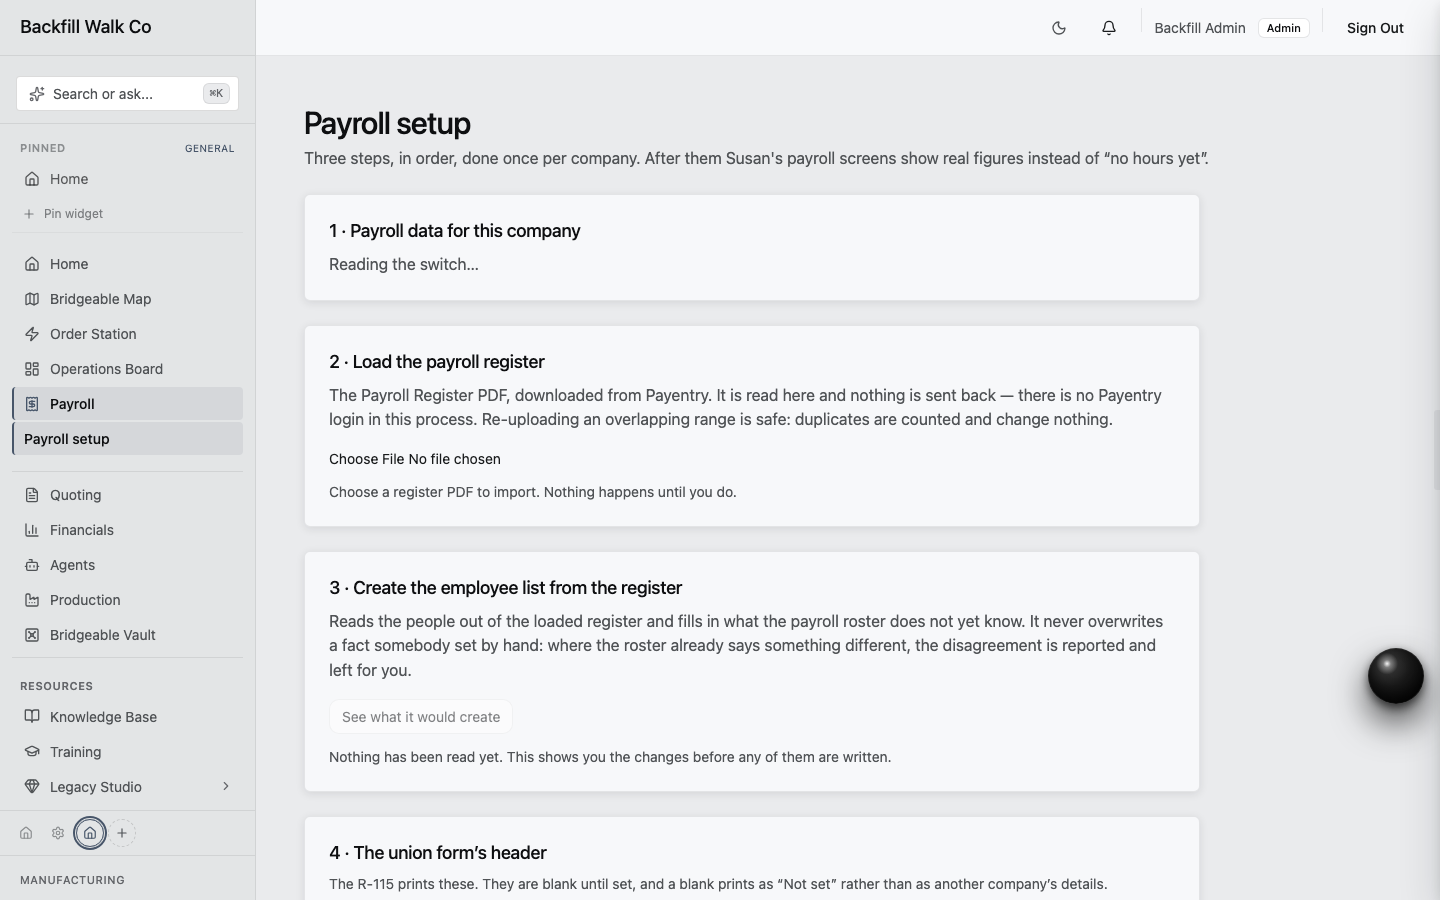 Backfill Walk Co
Backfill Admin
Admin
Sign Out
Search or ask...
⌘K
PINNED
GENERAL
Home
Pin widget
Home
Bridgeable Map
Order Station
Operations Board
Payroll
Payroll setup
Quoting
Financials
Agents
Production
Bridgeable Vault
RESOURCES
Knowledge Base
Training
Legacy Studio
MANUFACTURING
Payroll setup
Three steps, in order, done once per company. After them Susan's payroll screens show real figures instead of “no hours yet”.
1 · Payroll data for this company
Reading the switch...
2 · Load the payroll register
The Payroll Register PDF, downloaded from Payentry. It is read here and nothing is sent back — there is no Payentry
login in this process. Re-uploading an overlapping range is safe: duplicates are counted and change nothing.
Choose File No file chosen
Choose a register PDF to import. Nothing happens until you do.
3 · Create the employee list from the register
Reads the people out of the loaded register and fills in what the payroll roster does not yet know. It never overwrites
a fact somebody set by hand: where the roster already says something different, the disagreement is reported and
left for you.
See what it would create
Nothing has been read yet. This shows you the changes before any of them are written.
4 · The union form’s header
The R-115 prints these. They are blank until set, and a blank prints as “Not set” rather than as another company’s details.